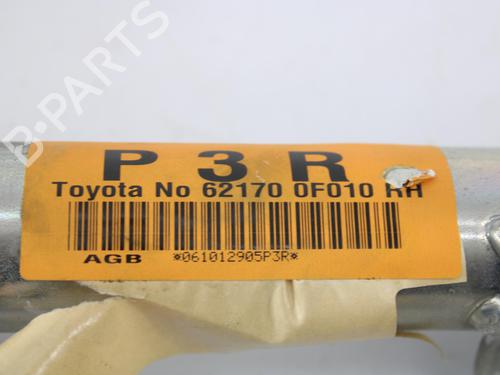 B-PARTS
P 3 R
Toyota No 62170 0F010 RH
AGB *061012905P3R*